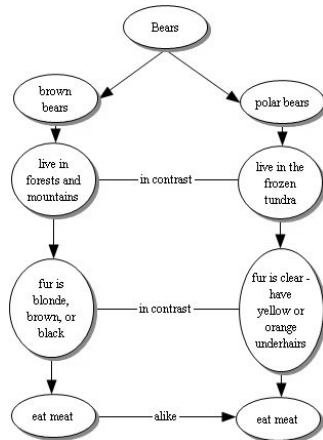 Bears
brown
bears
polar bears
live in
forests and
mountains
in contrast
live in the
frozen
tundra
fur is
blonde,
brown, or
black
in contrast
fur is clear -
have
yellow or
orange
underhairs
eat meat
alike
eat meat